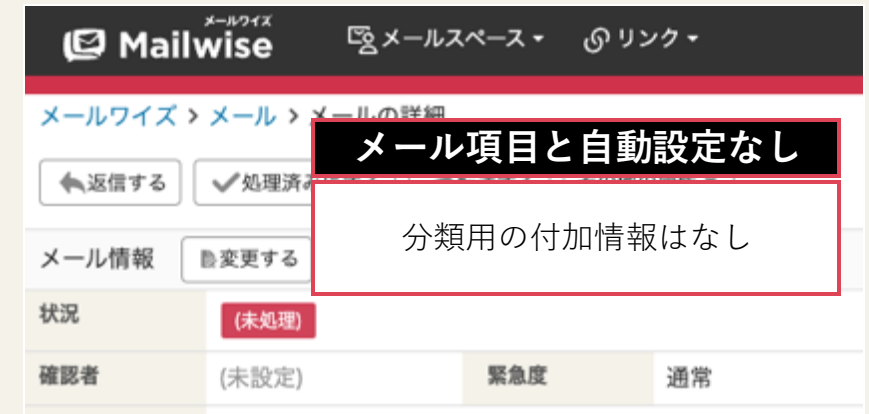 メールワイズ
Mailwise メールスペース リンク
メールワイズ > メール > メールの詳細
メール項目と自動設定なし
返信する 処理済み
分類用の付加情報はなし
メール情報 変更する
状況 (未処理)
確認者 (未設定) 緊急度 通常